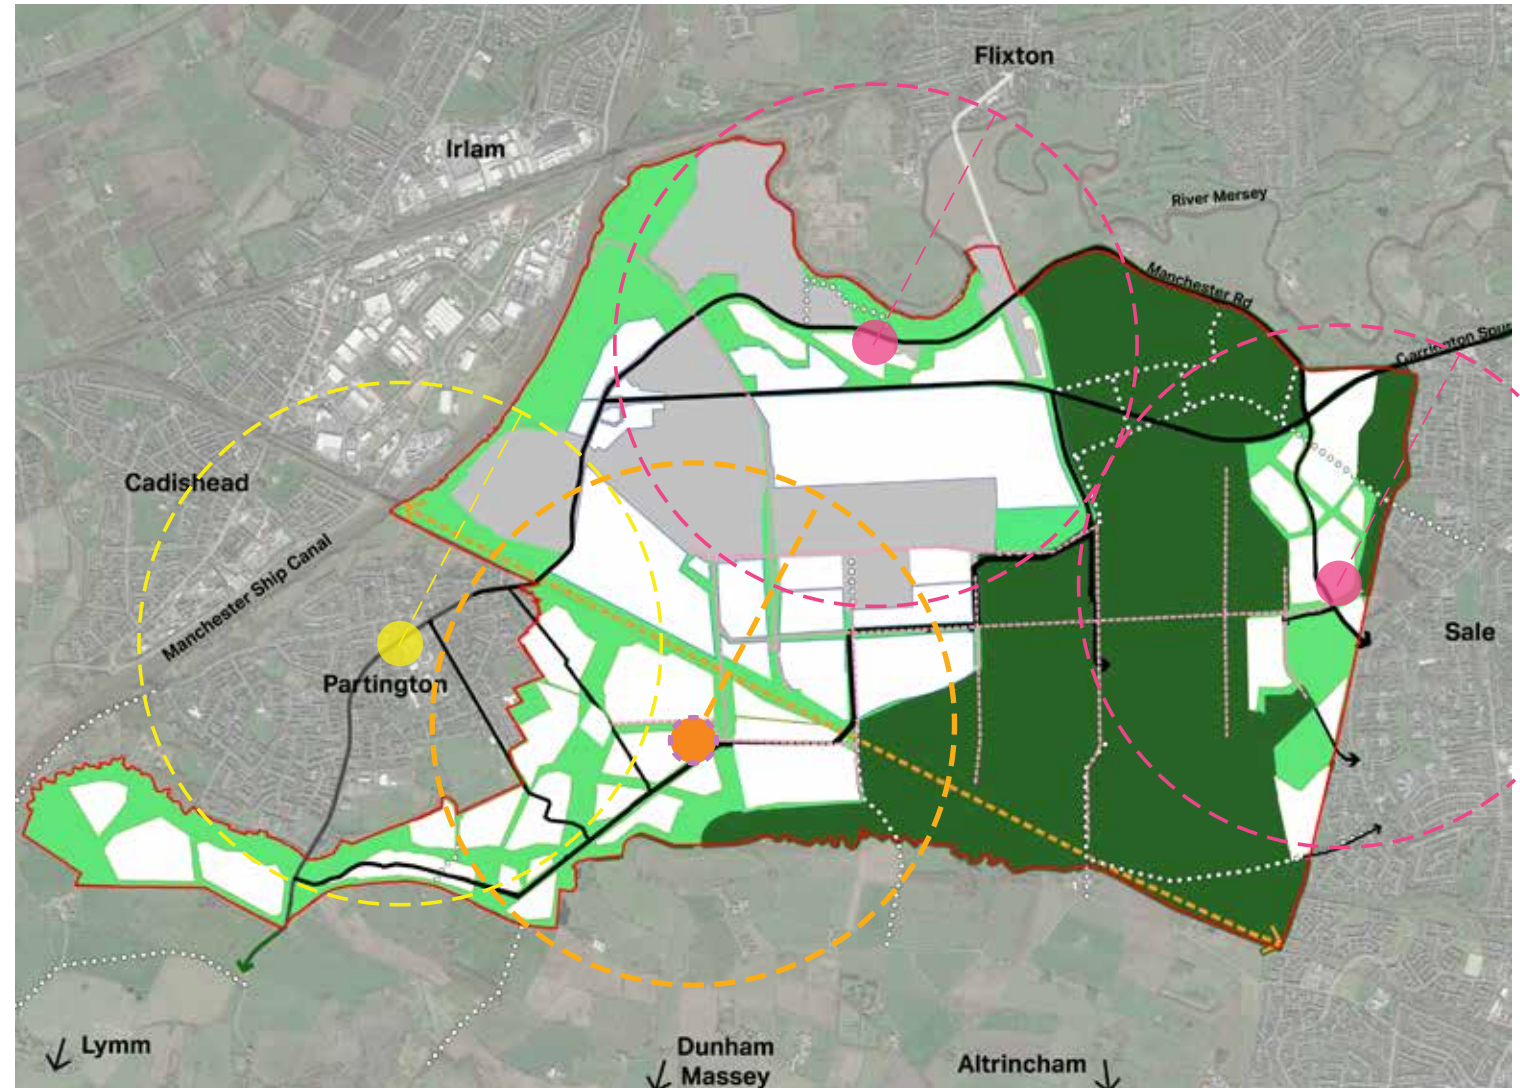 Flixton
Irlam
River Mersey
Manchester Rd
Carrington Spur
Cadishead
Manchester Ship Canal
Partington
Sale
Lymm
Dunham
Massey
Altrincham